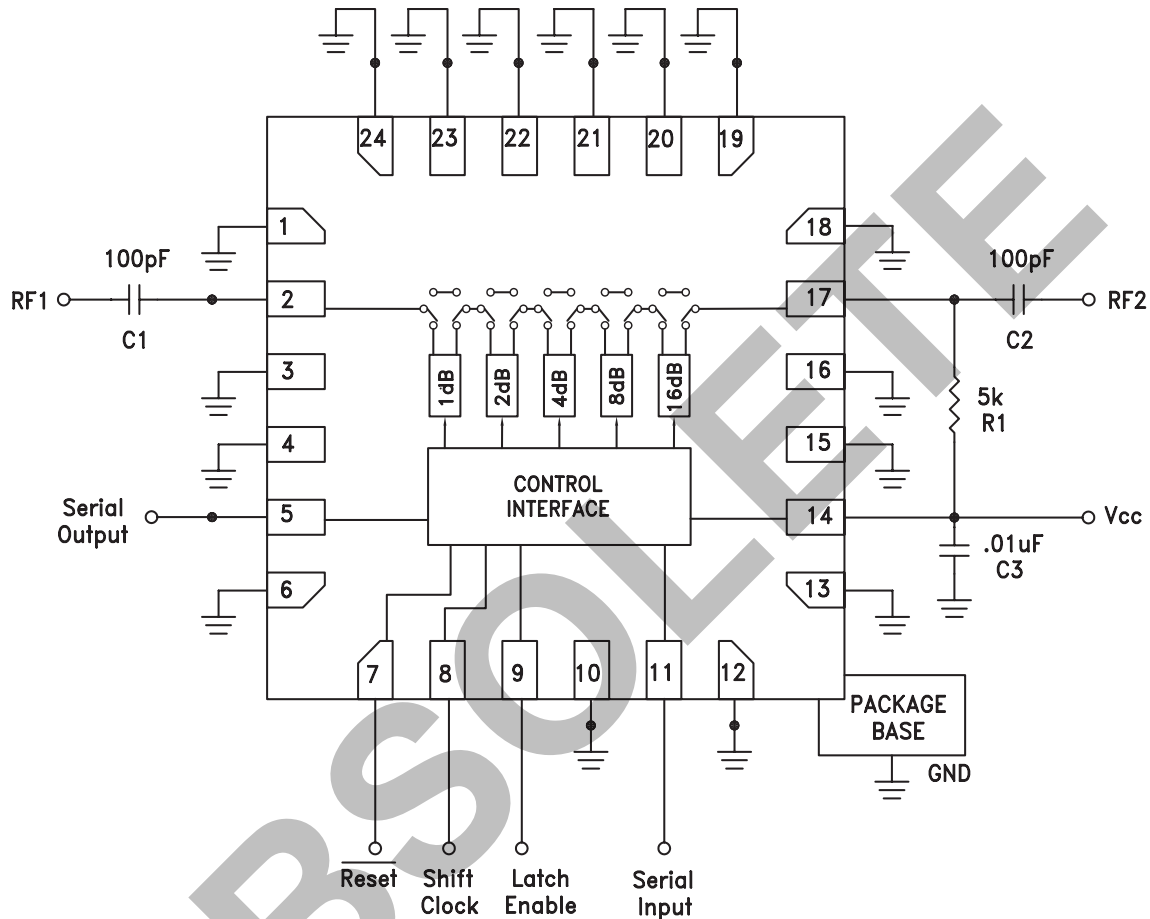 24 23 22 21 20 19
1 18
100pF 100pF
RF1 2 17 RF2
C1 C2
3 1dB 2dB 4dB 8dB 16dB 16
5k
R1
4 15
CONTROL
INTERFACE
Serial
Output
5 14 Vcc
.01uF
C3
6 13
7 8 9 10 11 12
PACKAGE
BASE
GND
Reset
Shift
Clock
Latch
Enable
Serial
Input
BSOLETE